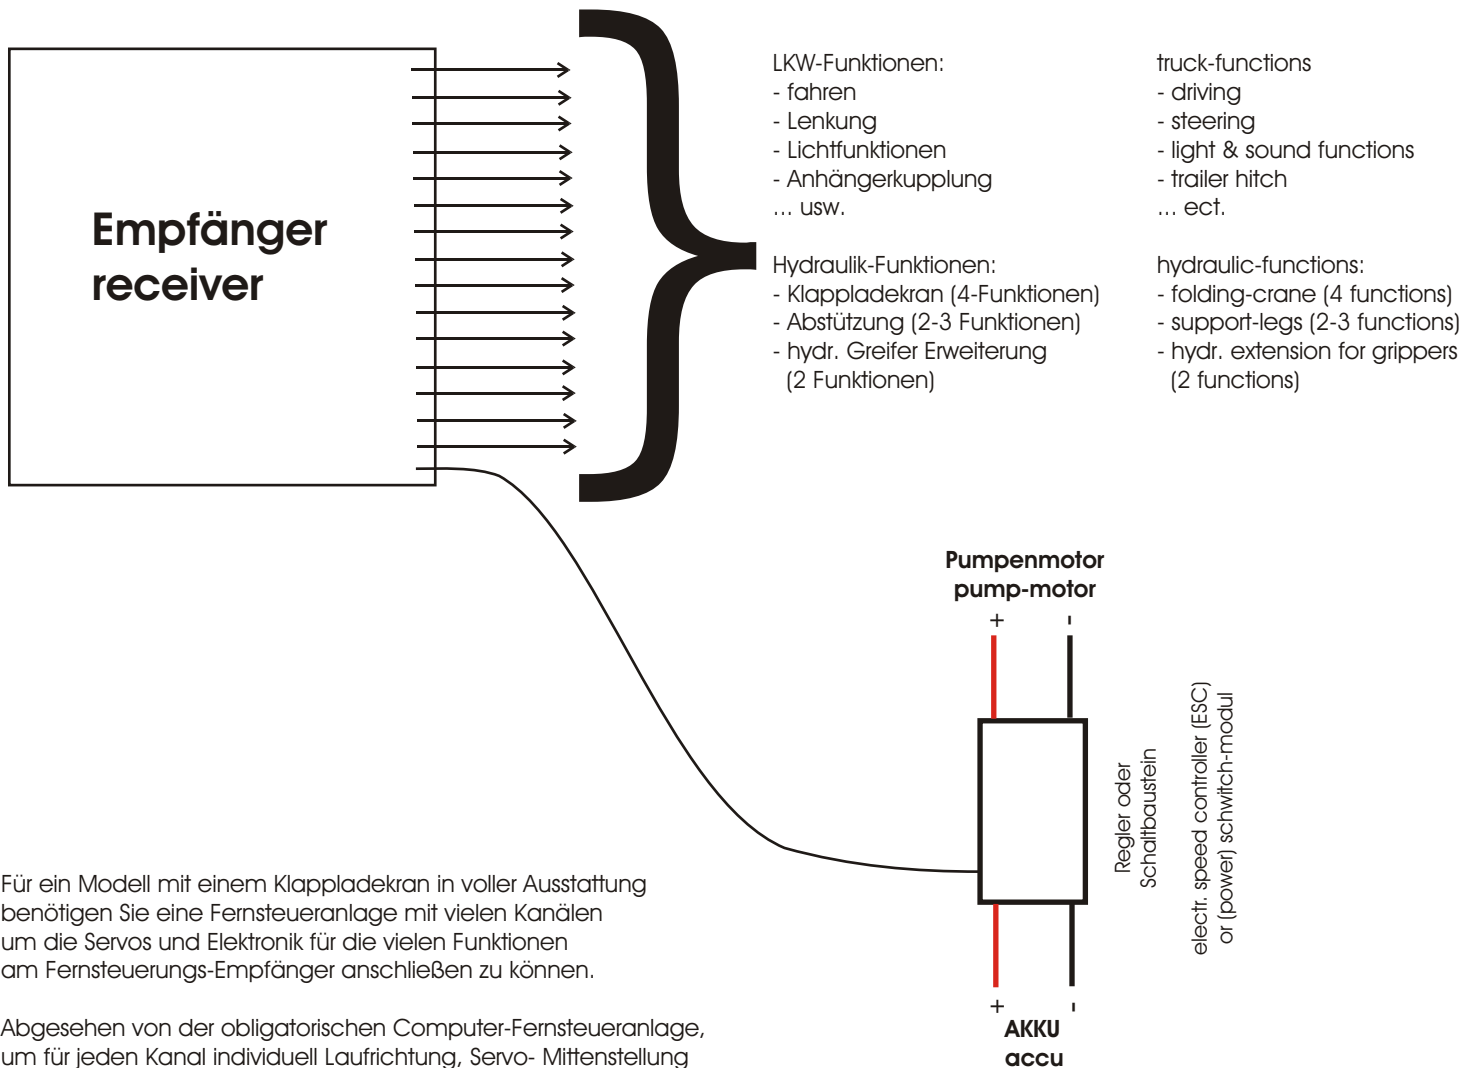 Empfänger
receiver
LKW-Funktionen:
- fahren
- Lenkung
- Lichtfunktionen
- Anhängerkupplung
... usw.
Hydraulik-Funktionen:
- Klappladekran (4-Funktionen)
- Abstützung (2-3 Funktionen)
- hydr. Greifer Erweiterung
(2 Funktionen)
truck-functions
- driving
- steering
- light & sound functions
- trailer hitch
... ect.
hydraulic-functions:
- folding-crane (4 functions)
- support-legs (2-3 functions)
- hydr. extension for grippers
(2 functions)
Pumpenmotor
pump-motor
+ -
Regler oder
Schaltbaustein
electr. speed controller (ESC)
or (power) schwitch-modul
+ -
AKKU
accu
Für ein Modell mit einem Klappladekran in voller Ausstattung
benötigen Sie eine Fernsteueranlage mit vielen Kanälen
um die Servos und Elektronik für die vielen Funktionen
am Fernsteuerungs-Empfänger anschließen zu können.
Abgesehen von der obligatorischen Computer-Fernsteueranlage,
um für jeden Kanal individuell Laufrichtung, Servo- Mittenstellung